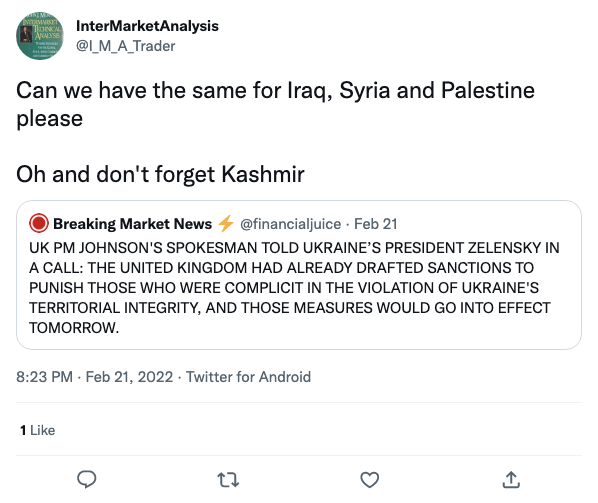 InterMarketAnalysis
@I_M_A_Trader
Can we have the same for Iraq, Syria and Palestine
please
Oh and don't forget Kashmir
Breaking Market News ⚡ @financialjuice · Feb 21
UK PM JOHNSON'S SPOKESMAN TOLD UKRAINE’S PRESIDENT ZELENSKY IN
A CALL: THE UNITED KINGDOM HAD ALREADY DRAFTED SANCTIONS TO
PUNISH THOSE WHO WERE COMPLICIT IN THE VIOLATION OF UKRAINE'S
TERRITORIAL INTEGRITY, AND THOSE MEASURES WOULD GO INTO EFFECT
TOMORROW.
8:23 PM · Feb 21, 2022 · Twitter for Android
1 Like